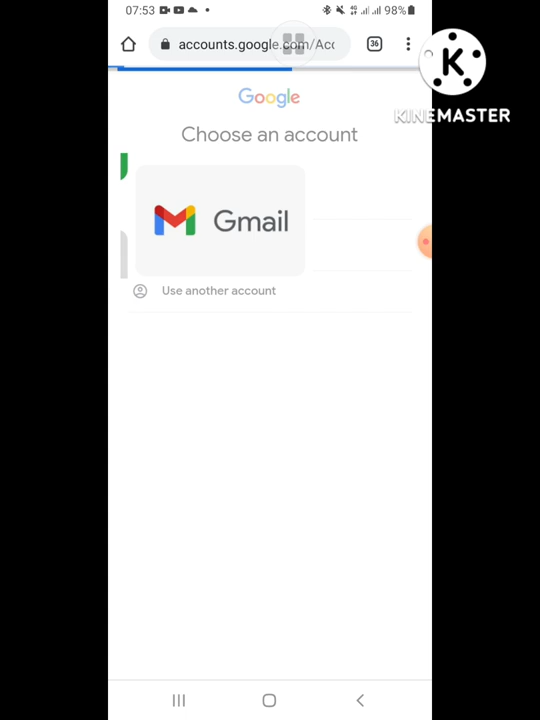 07:53
98%
accounts.google.com/Acc
36
K
KINEMASTER
Google
Choose an account
Gmail
Use another account